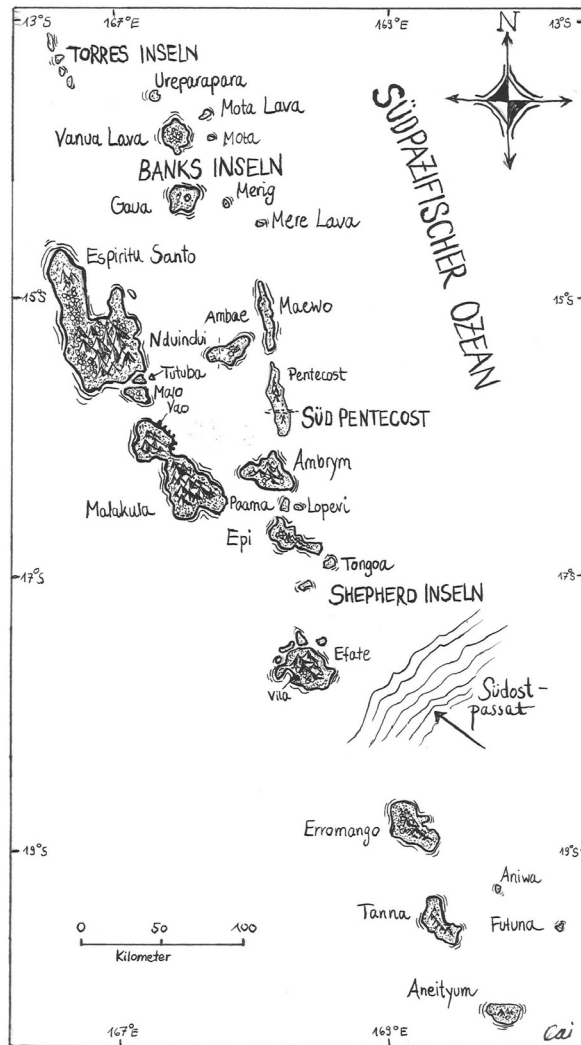 167°E
163°E
13°S
13°S
N
TORRES INSELN
Ureparapara
Mota Lava
Vanua Lava
Mota
BANKS INSELN
Gaua
Merig
Mere Lava
SÜDPAZIFISCHER OZEAN
Espiritu Santo
15°S
15°S
Maewo
Ambae
Nduindui
Tutuba
Malo
Vao
Pentecost
SÜD PENTECOST
Ambrym
Malakula
Paama
Lopevi
Epi
Tongoa
17°S
17°S
SHEPHERD INSELN
Efate
Vila
Südost-
passat
Erromango
19°S
19°S
Aniwa
Tanna
Futuna
0 50 100
Kilometer
Aneityum
Cai
167°E
169°E